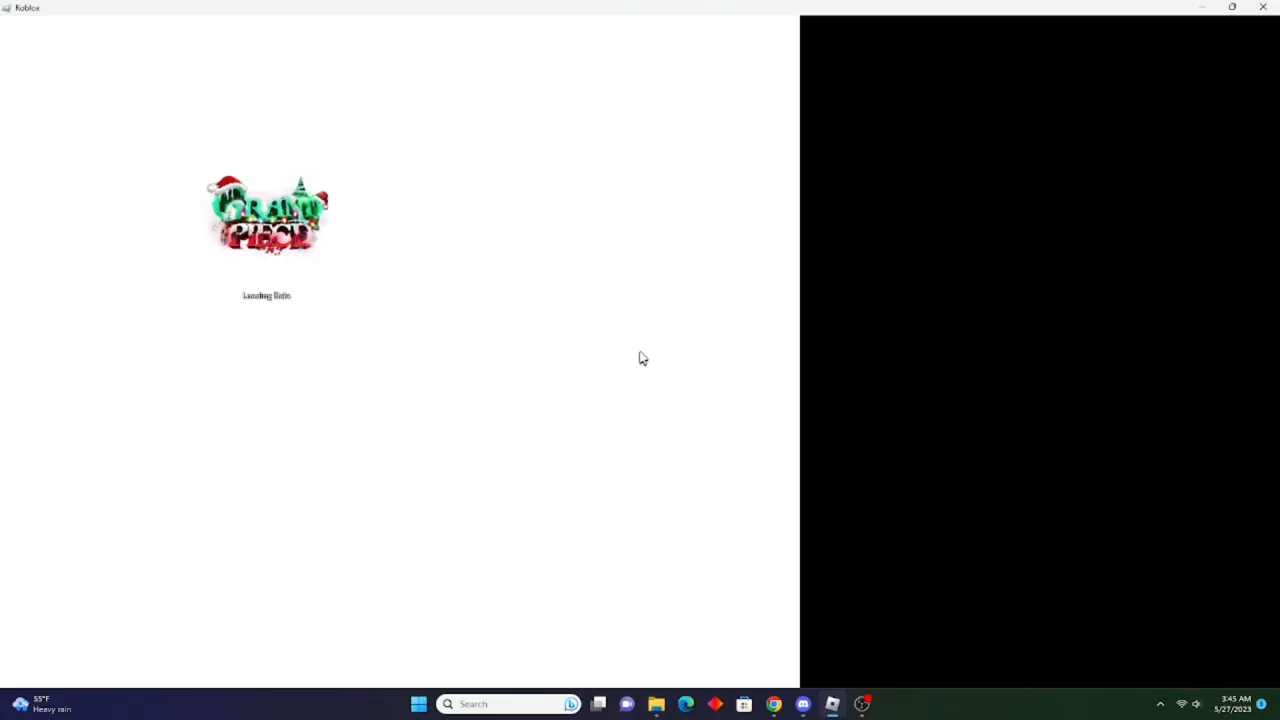 Roblox
GRAND
PIECE
Loading Data
55°F
Heavy rain
Search
3:45 AM
5/27/2023